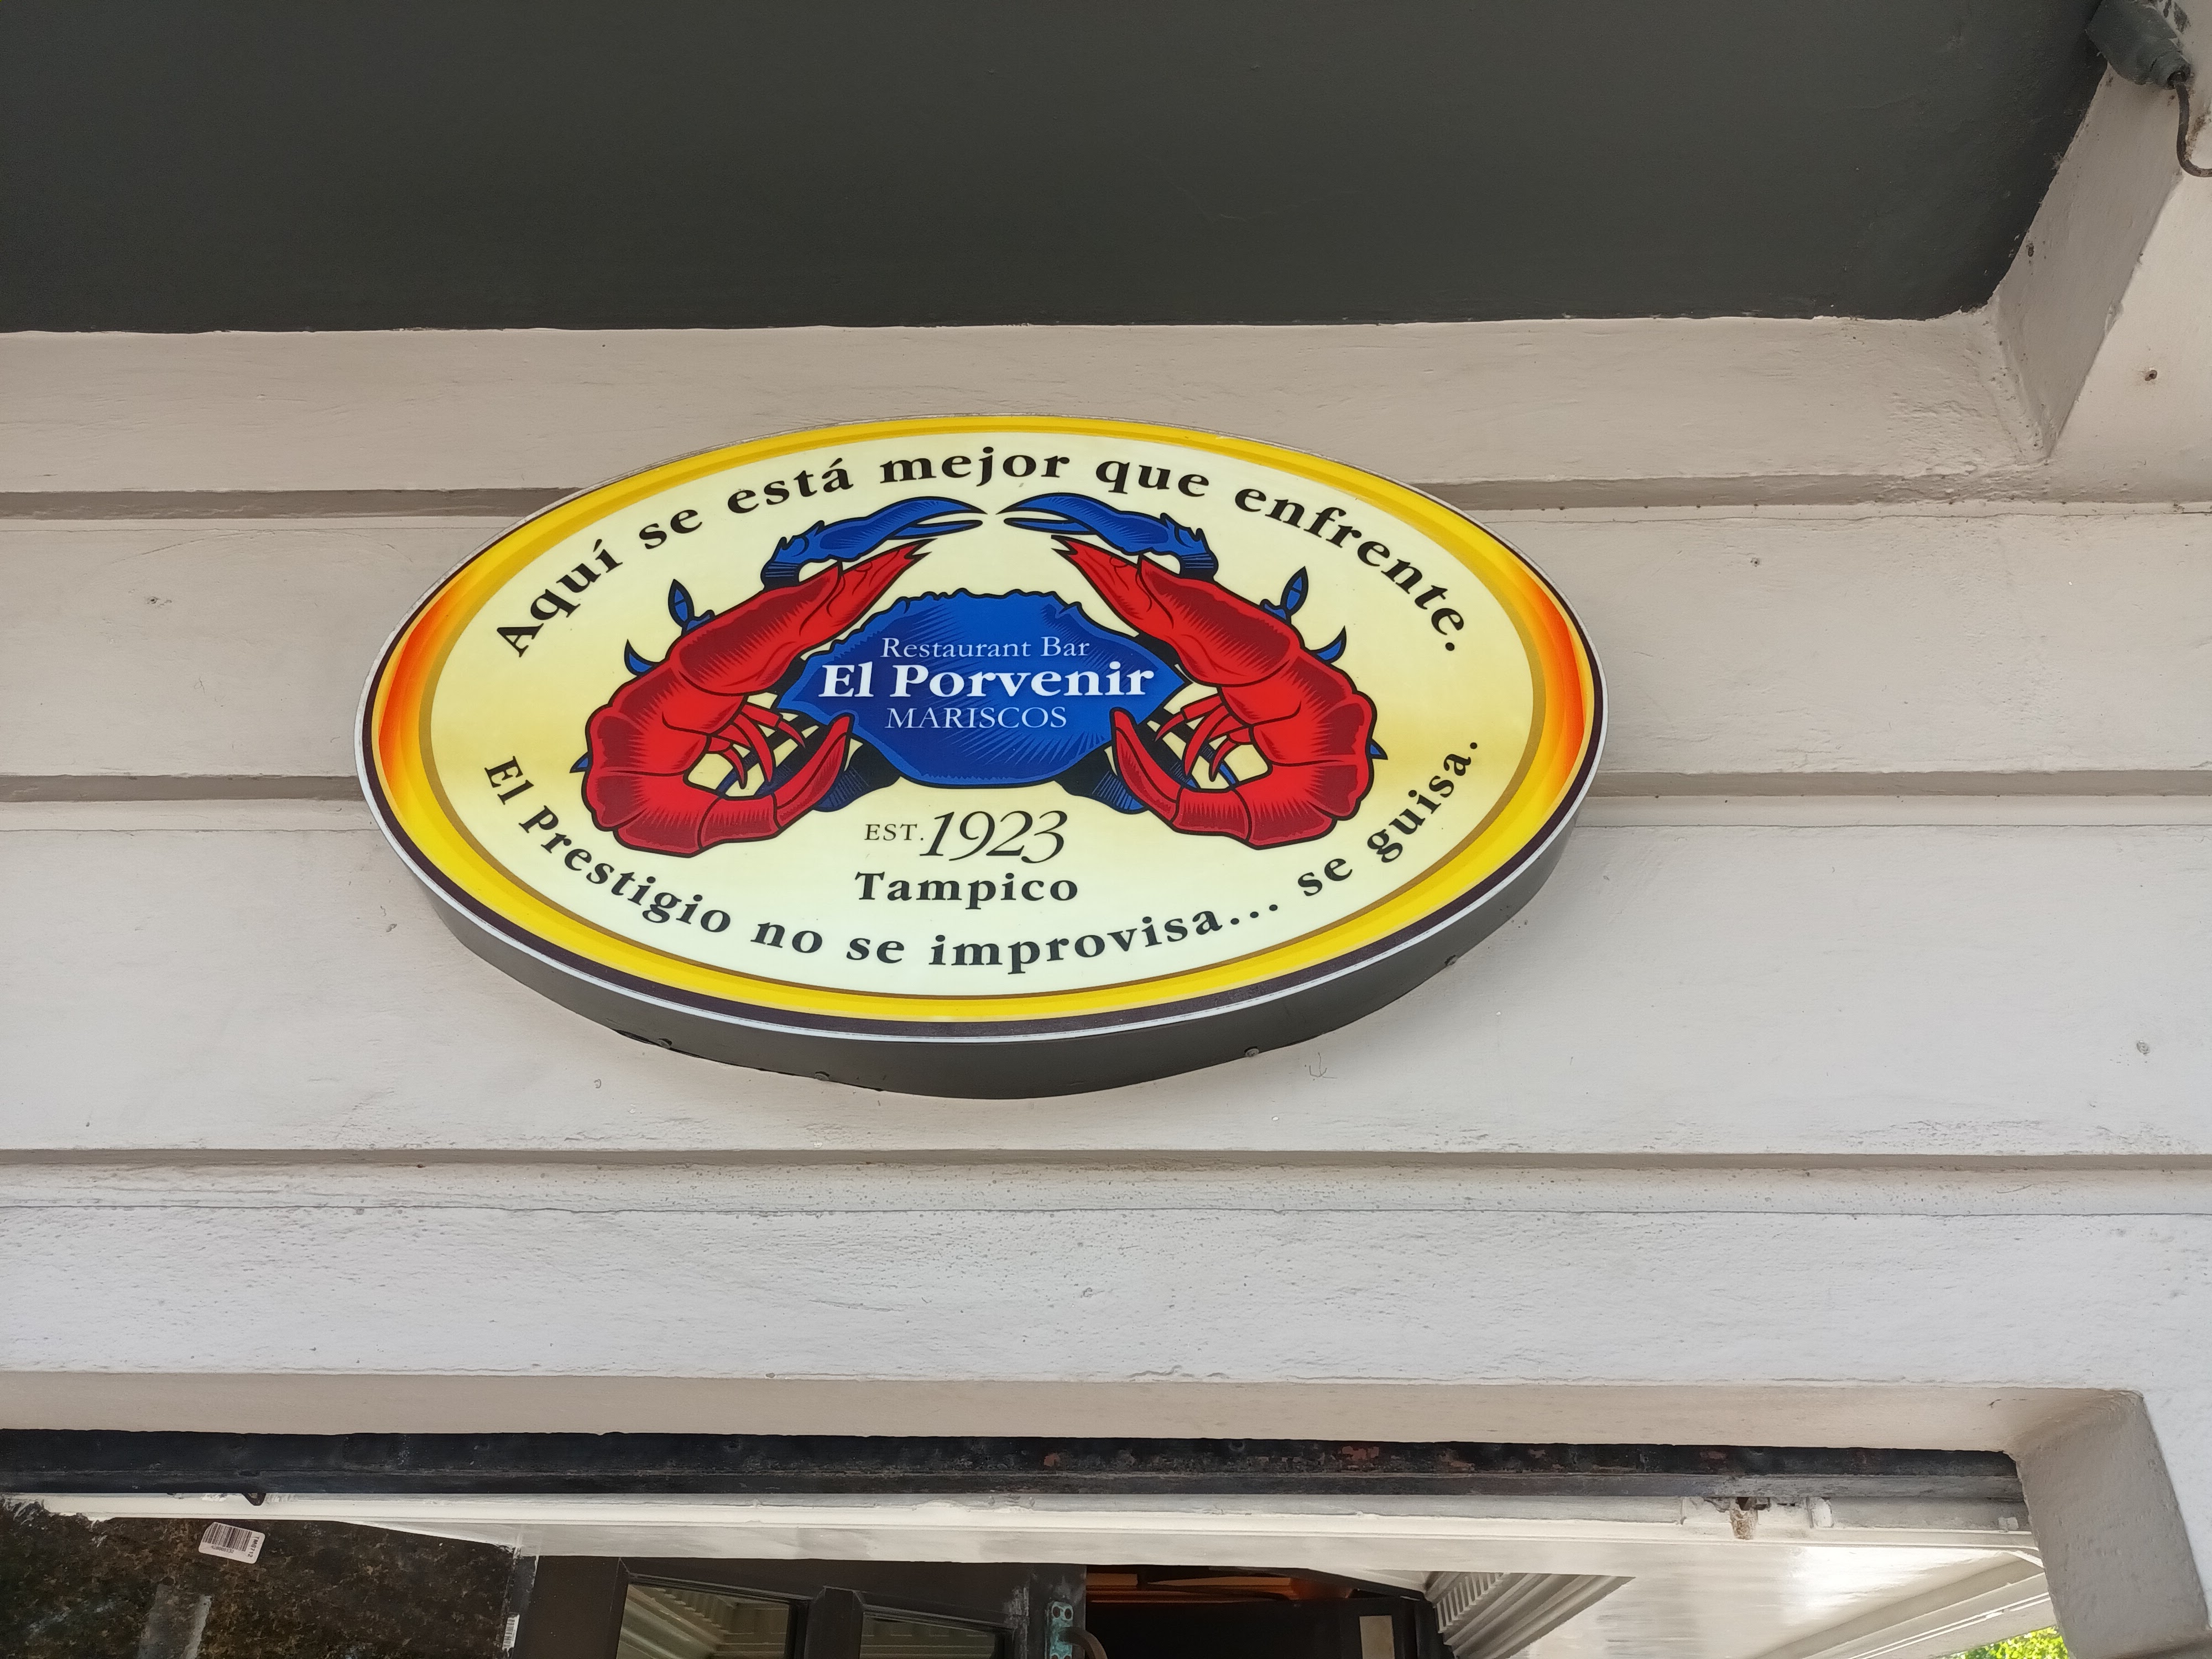 Aquí se está mejor que enfrente.
Restaurant Bar
El Porvenir
MARISCOS
EST. 1923
Tampico
El Prestigio no se improvisa... se guisa.